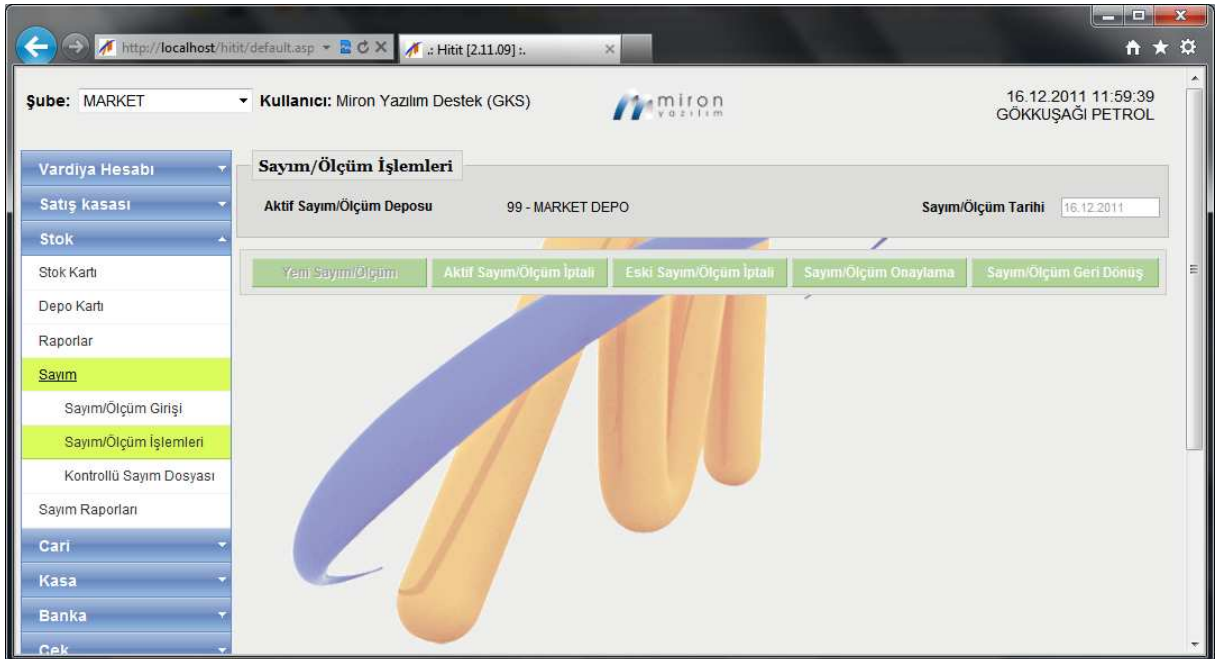 http://localhost/hitit/default.asp
.: Hitit [2.11.09] :.
Şube: MARKET Kullanıcı: Miron Yazılım Destek (GKS)
miron
yazılım
16.12.2011 11:59:39
GÖKKUŞAĞI PETROL
Vardiya Hesabı
Satış kasası
Stok
Stok Kartı
Depo Kartı
Raporlar
Sayım
Sayım/Ölçüm Girişi
Sayım/Ölçüm İşlemleri
Kontrollü Sayım Dosyası
Sayım Raporları
Cari
Kasa
Banka
Çek
Sayım/Ölçüm İşlemleri
Aktif Sayım/Ölçüm Deposu 99 - MARKET DEPO Sayım/Ölçüm Tarihi 16.12.2011
Yeni Sayım/Ölçüm Aktif Sayım/Ölçüm İptali Eski Sayım/Ölçüm İptali Sayım/Ölçüm Onaylama Sayım/Ölçüm Geri Dönüş